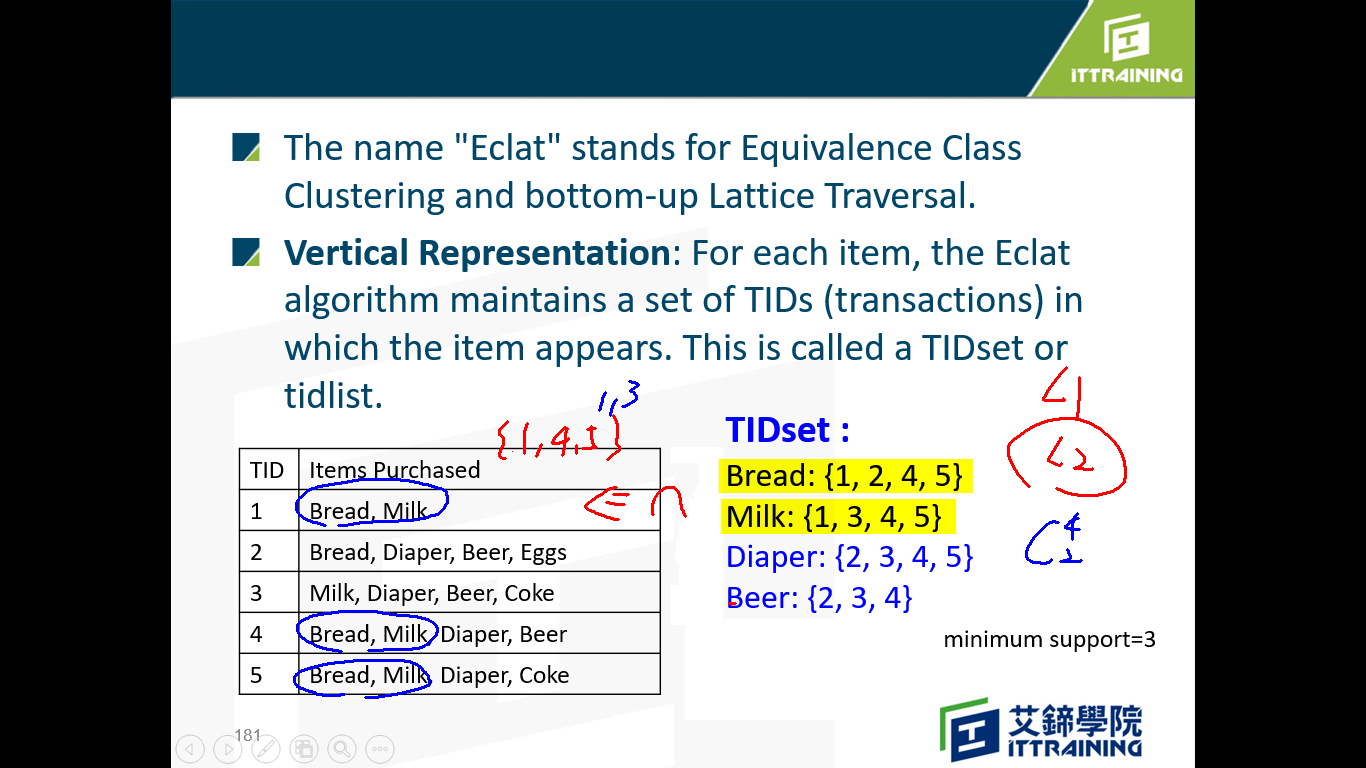 ITTRAINING
The name "Eclat" stands for Equivalence Class
Clustering and bottom-up Lattice Traversal.
Vertical Representation: For each item, the Eclat
algorithm maintains a set of TIDs (transactions) in
which the item appears. This is called a TIDset or
tidlist.
1,3
L1
{1,4,5}
TIDset :
L2
TID Items Purchased
Bread: {1, 2, 4, 5}
1 Bread, Milk
<= ∩
Milk: {1, 3, 4, 5}
C 4 2
2 Bread, Diaper, Beer, Eggs
Diaper: {2, 3, 4, 5}
3 Milk, Diaper, Beer, Coke
Beer: {2, 3, 4}
4 Bread, Milk, Diaper, Beer
minimum support=3
5 Bread, Milk, Diaper, Coke
181
艾鍗學院
ITTRAINING